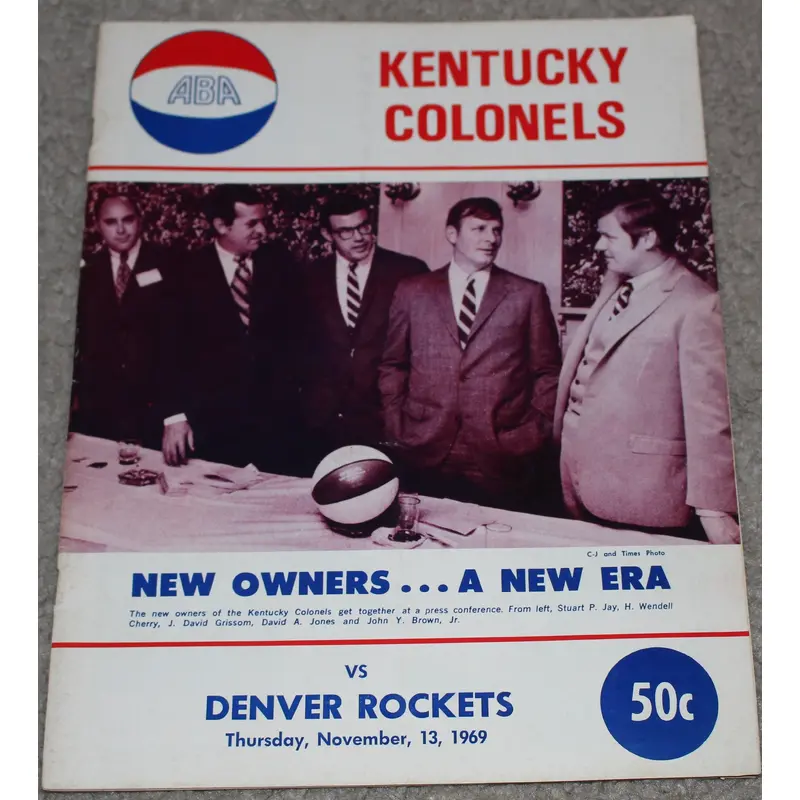 ABA
KENTUCKY
COLONELS
C-J and Times Photo
NEW OWNERS...A NEW ERA
The new owners of the Kentucky Colonels get together at a press conference. From left, Stuart P. Jay, H. Wendell
Cherry, J. David Grissom, David A. Jones and John Y. Brown, Jr.
VS
DENVER ROCKETS
Thursday, November, 13, 1969
50c